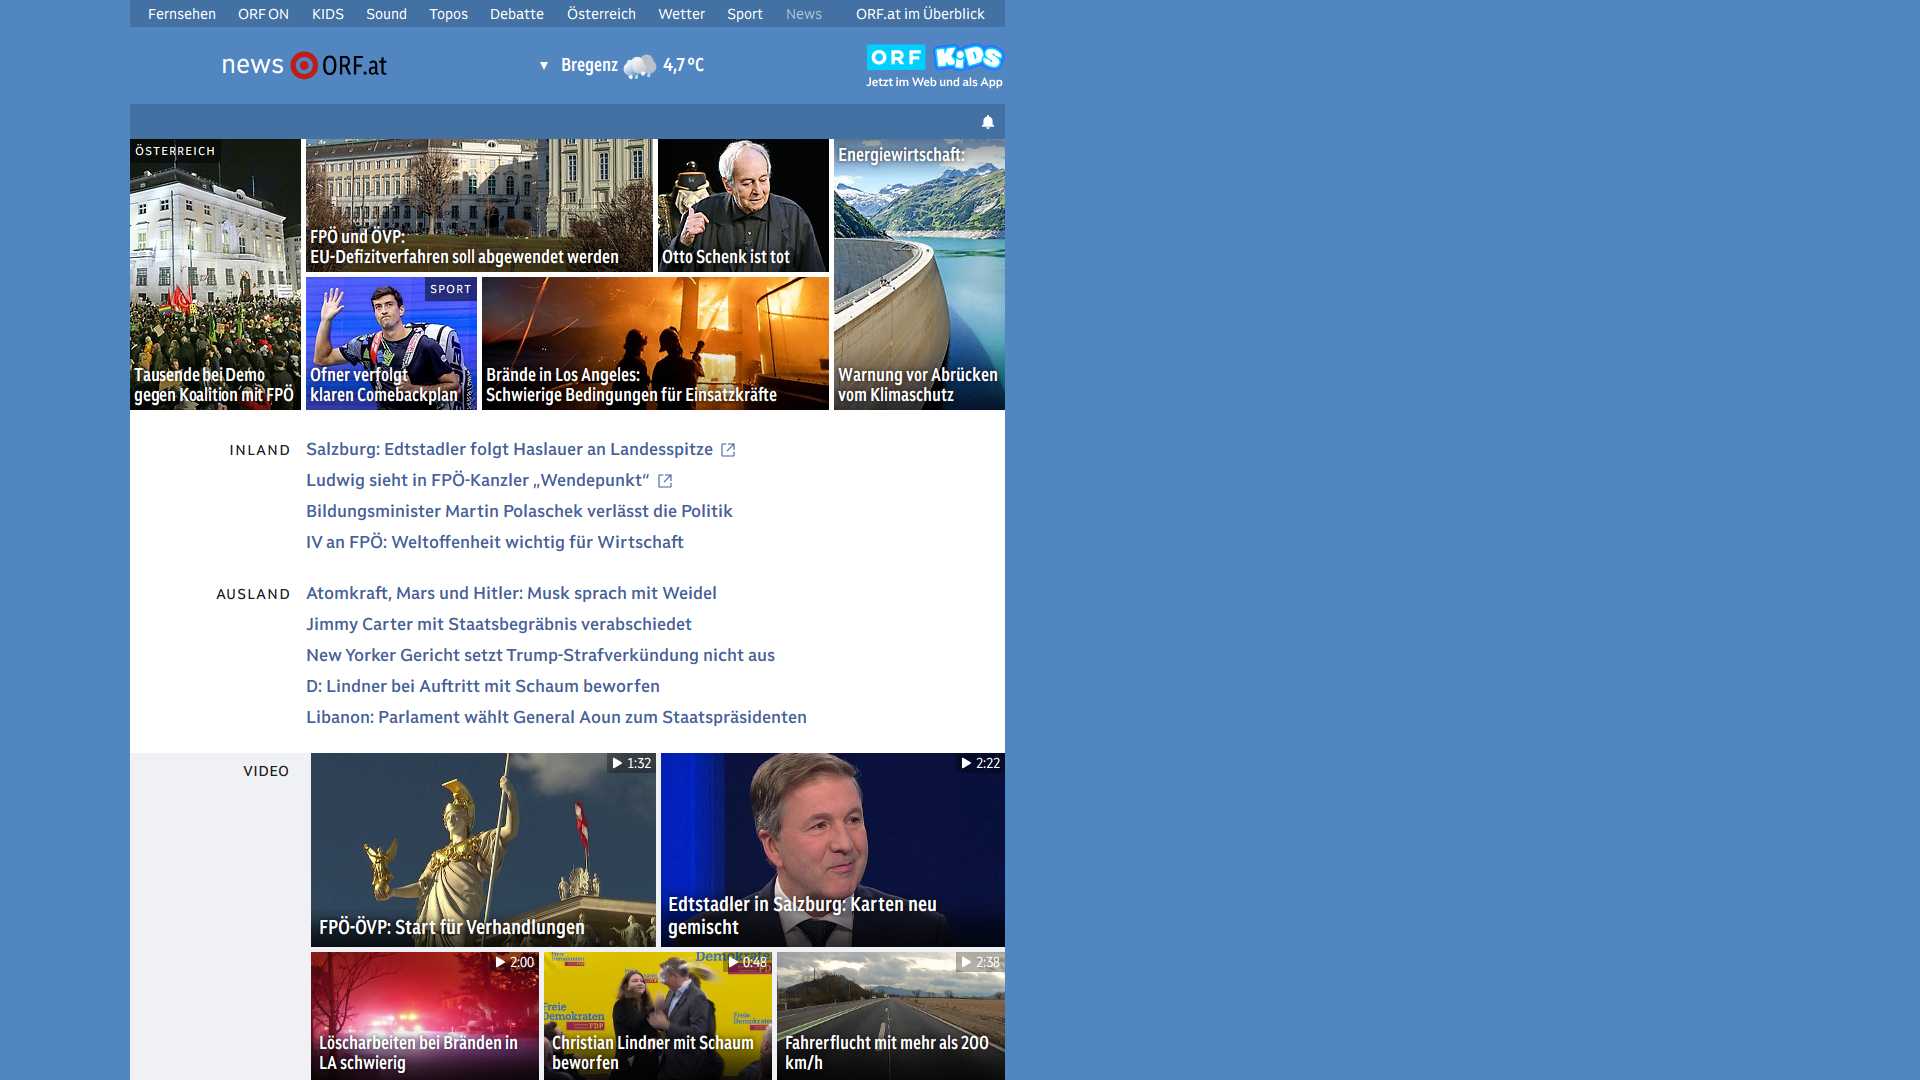 Fernsehen ORF ON KIDS Sound Topos Debatte Österreich Wetter Sport News ORF.at im Überblick
news ORF.at
Bregenz 4,7 °C
ORF KiDS
Jetzt im Web und als App
ÖSTERREICH
Tausende bei Demo
gegen Koalition mit FPÖ
FPÖ und ÖVP:
EU-Defizitverfahren soll abgewendet werden
Otto Schenk ist tot
Energiewirtschaft:
Warnung vor Abrücken
vom Klimaschutz
SPORT
Ofner verfolgt
klaren Comebackplan
Brände in Los Angeles:
Schwierige Bedingungen für Einsatzkräfte
INLAND
Salzburg: Edtstadler folgt Haslauer an Landesspitze
Ludwig sieht in FPÖ-Kanzler „Wendepunkt“
Bildungsminister Martin Polaschek verlässt die Politik
IV an FPÖ: Weltoffenheit wichtig für Wirtschaft
AUSLAND
Atomkraft, Mars und Hitler: Musk sprach mit Weidel
Jimmy Carter mit Staatsbegräbnis verabschiedet
New Yorker Gericht setzt Trump-Strafverkündung nicht aus
D: Lindner bei Auftritt mit Schaum beworfen
Libanon: Parlament wählt General Aoun zum Staatspräsidenten
VIDEO
1:32
FPÖ-ÖVP: Start für Verhandlungen
2:22
Edtstadler in Salzburg: Karten neu
gemischt
2:00
Löscharbeiten bei Bränden in
LA schwierig
0:48
Freie
Demokraten
FDP
Christian Lindner mit Schaum
beworfen
2:38
Fahrerflucht mit mehr als 200
km/h